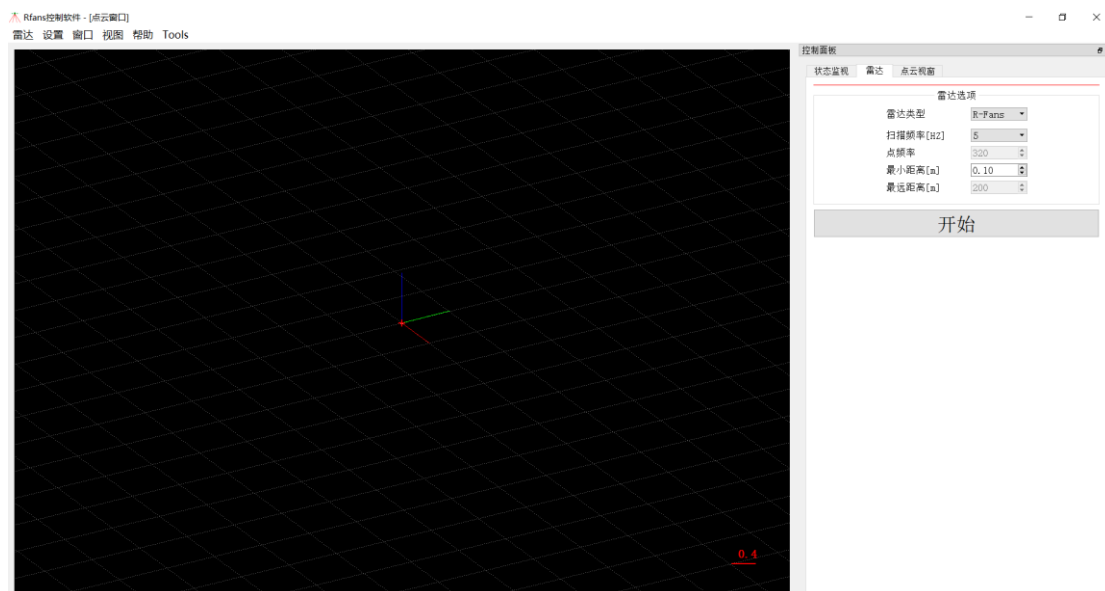 Rfans控制软件 - [点云窗口]
雷达 设置 窗口 视图 帮助 Tools
控制面板
状态监视 雷达 点云视窗
雷达选项
雷达类型 R-Fans
扫描频率[HZ] 5
点频率 320
最小距离[m] 0.10
最远距离[m] 200
开始
0.4